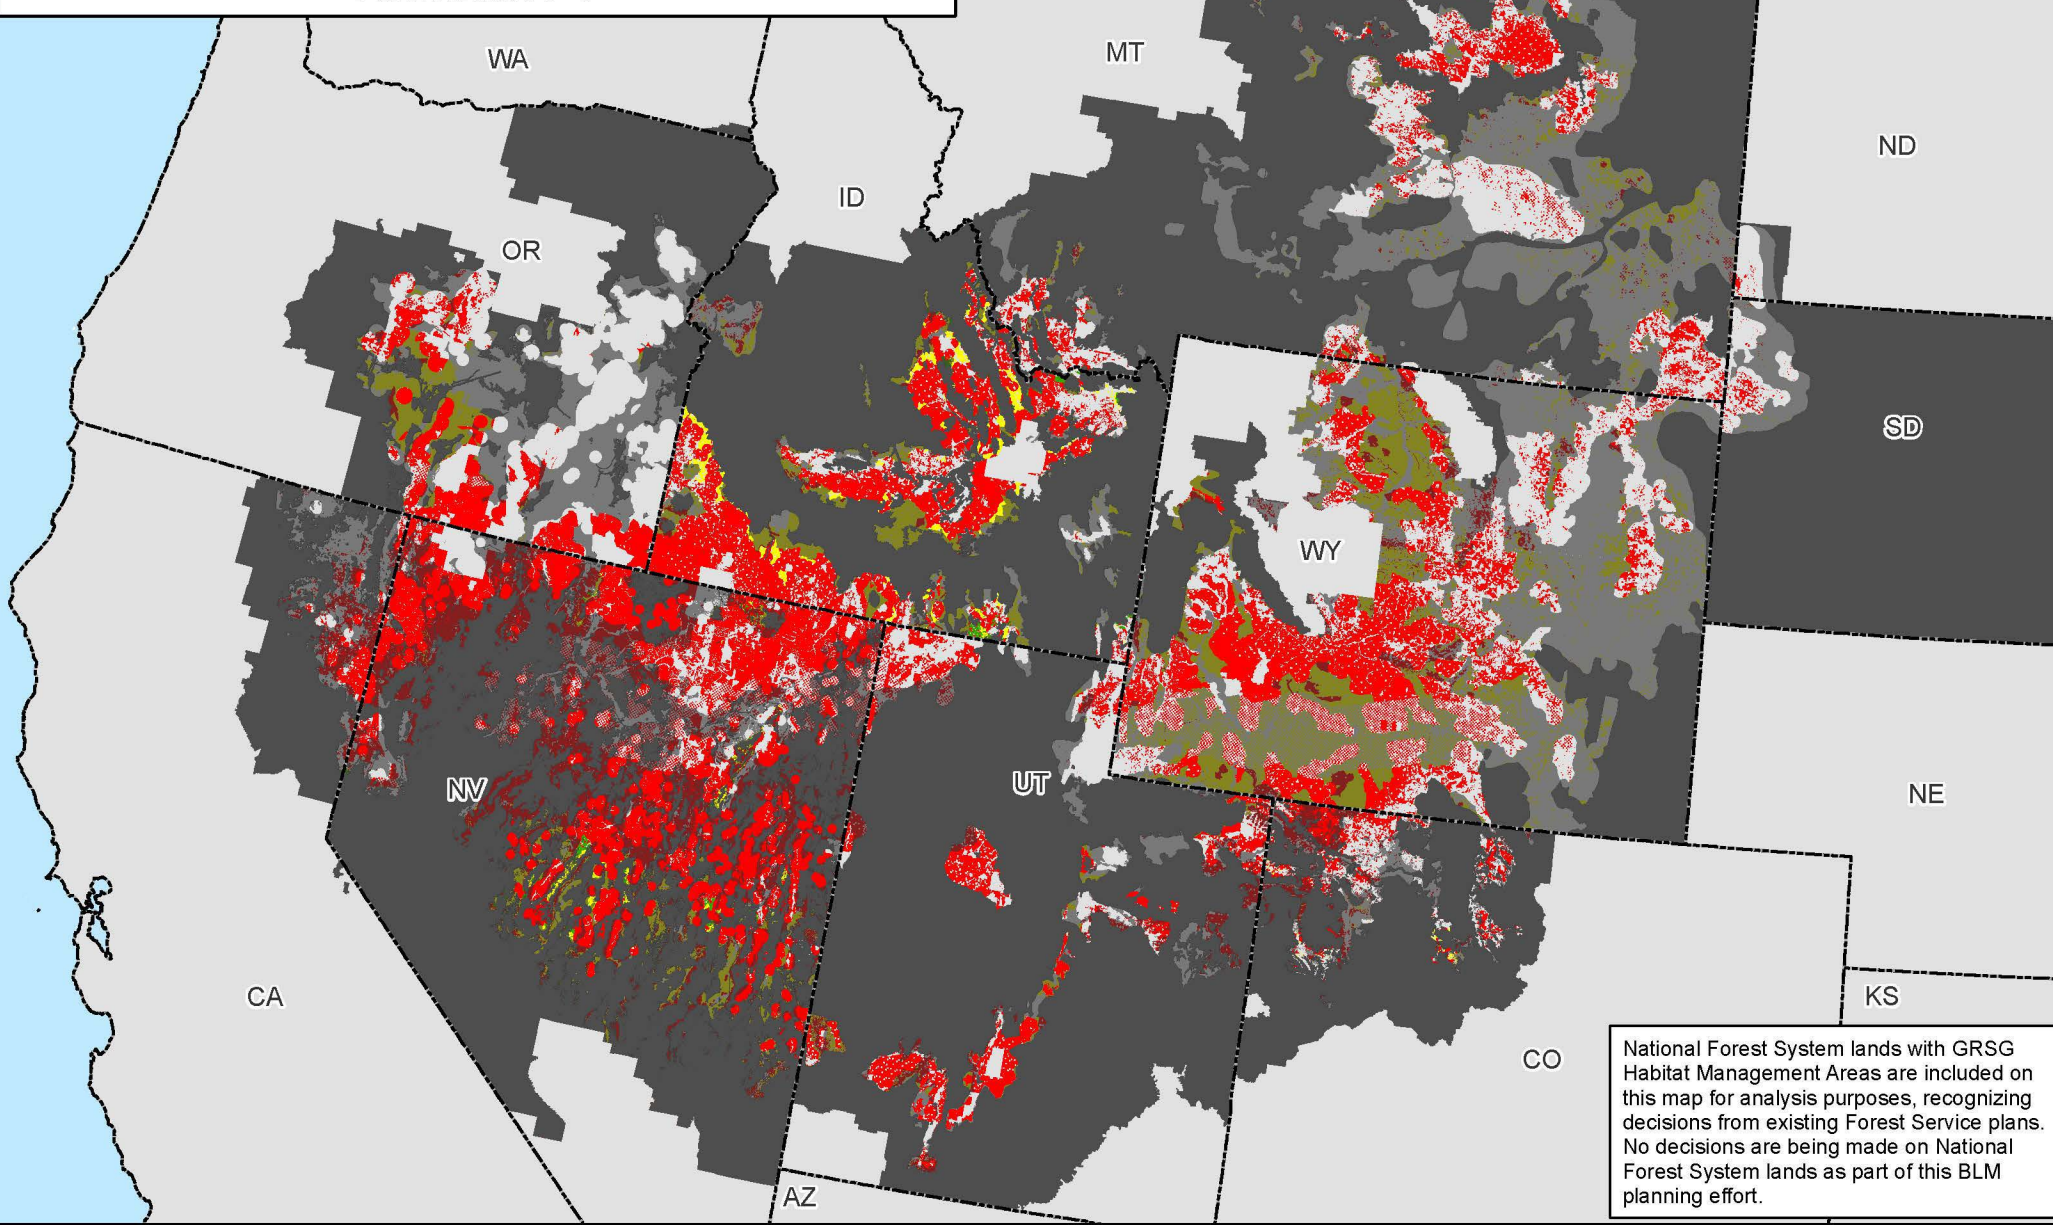 WA
MT
ND
ID
OR
SD
WY
NV
UT
NE
CA
KS
CO
AZ
National Forest System lands with GRSG
Habitat Management Areas are included on
this map for analysis purposes, recognizing
decisions from existing Forest Service plans.
No decisions are being made on National
Forest System lands as part of this BLM
planning effort.